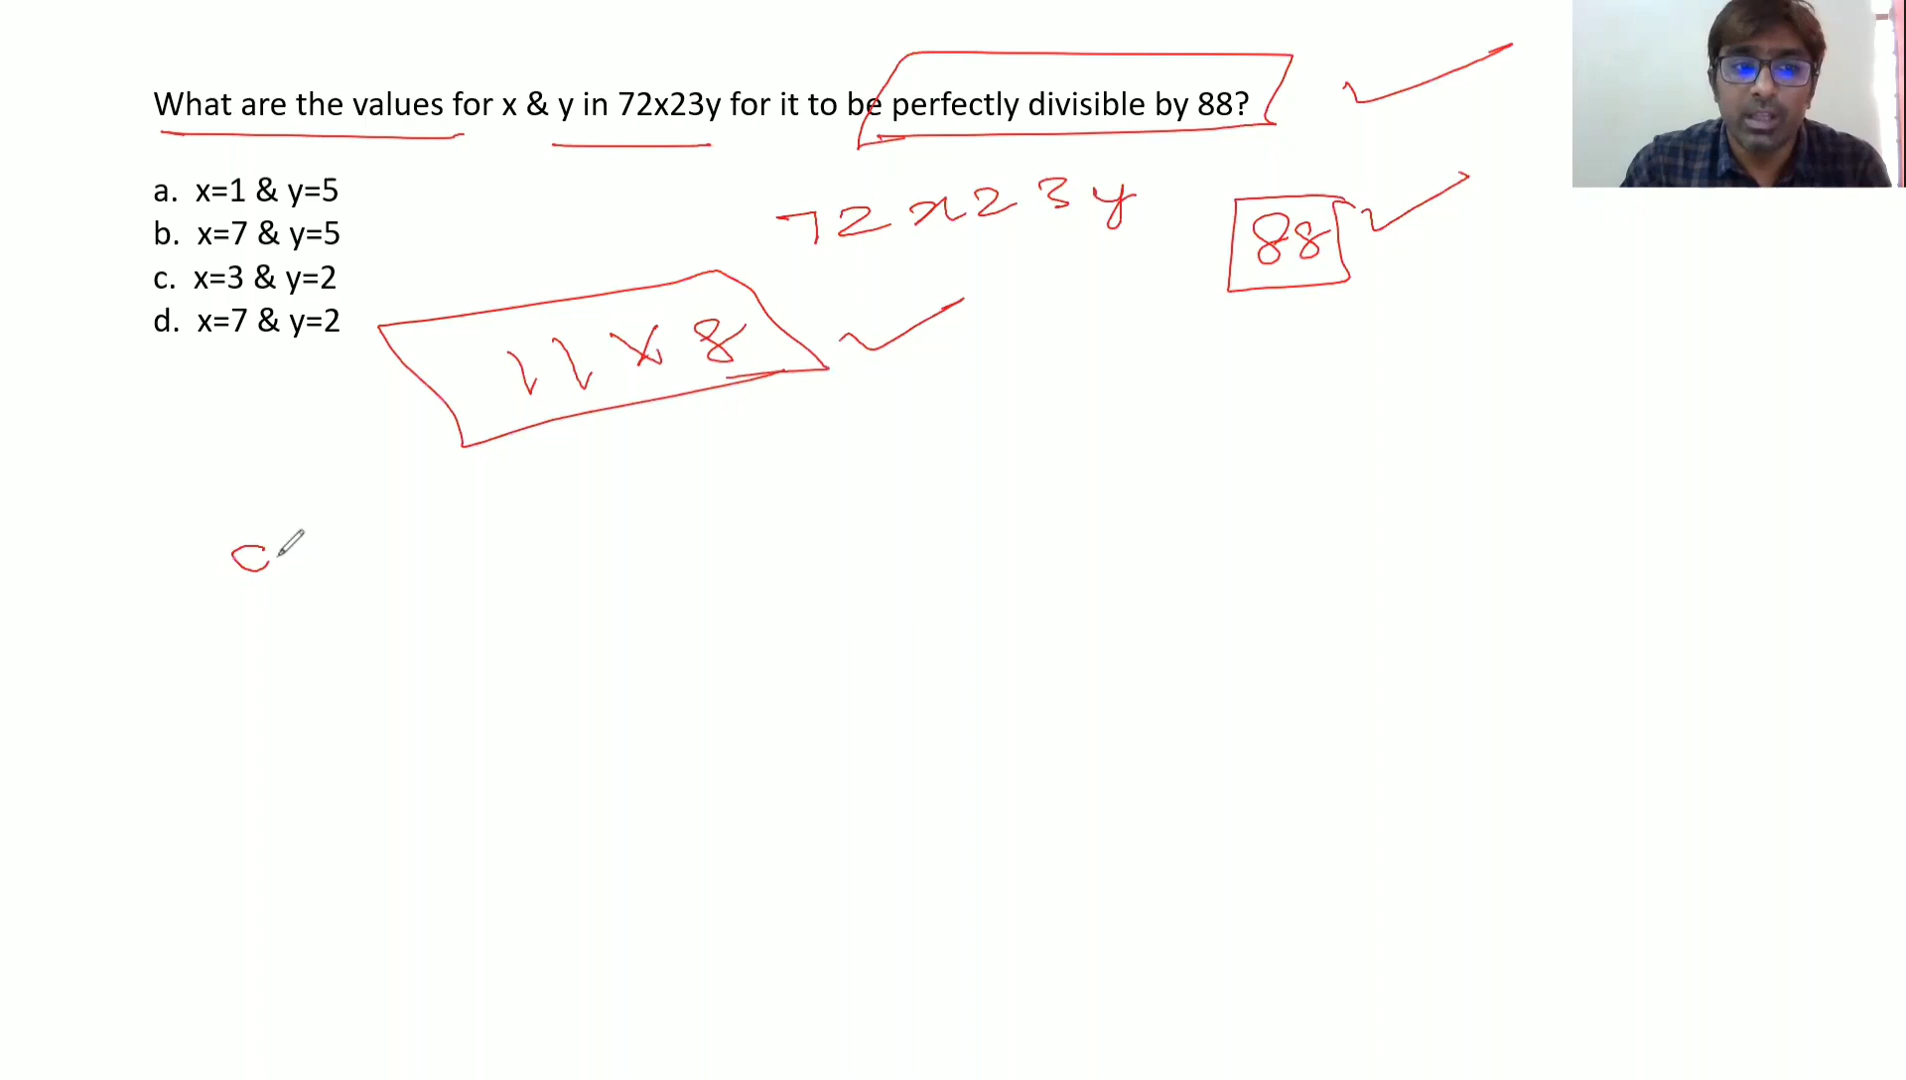 What are the values for x & y in 72x23y for it to be perfectly divisible by 88?
a. x=1 & y=5
b. x=7 & y=5
c. x=3 & y=2
d. x=7 & y=2
72x23y
88
11 x 8